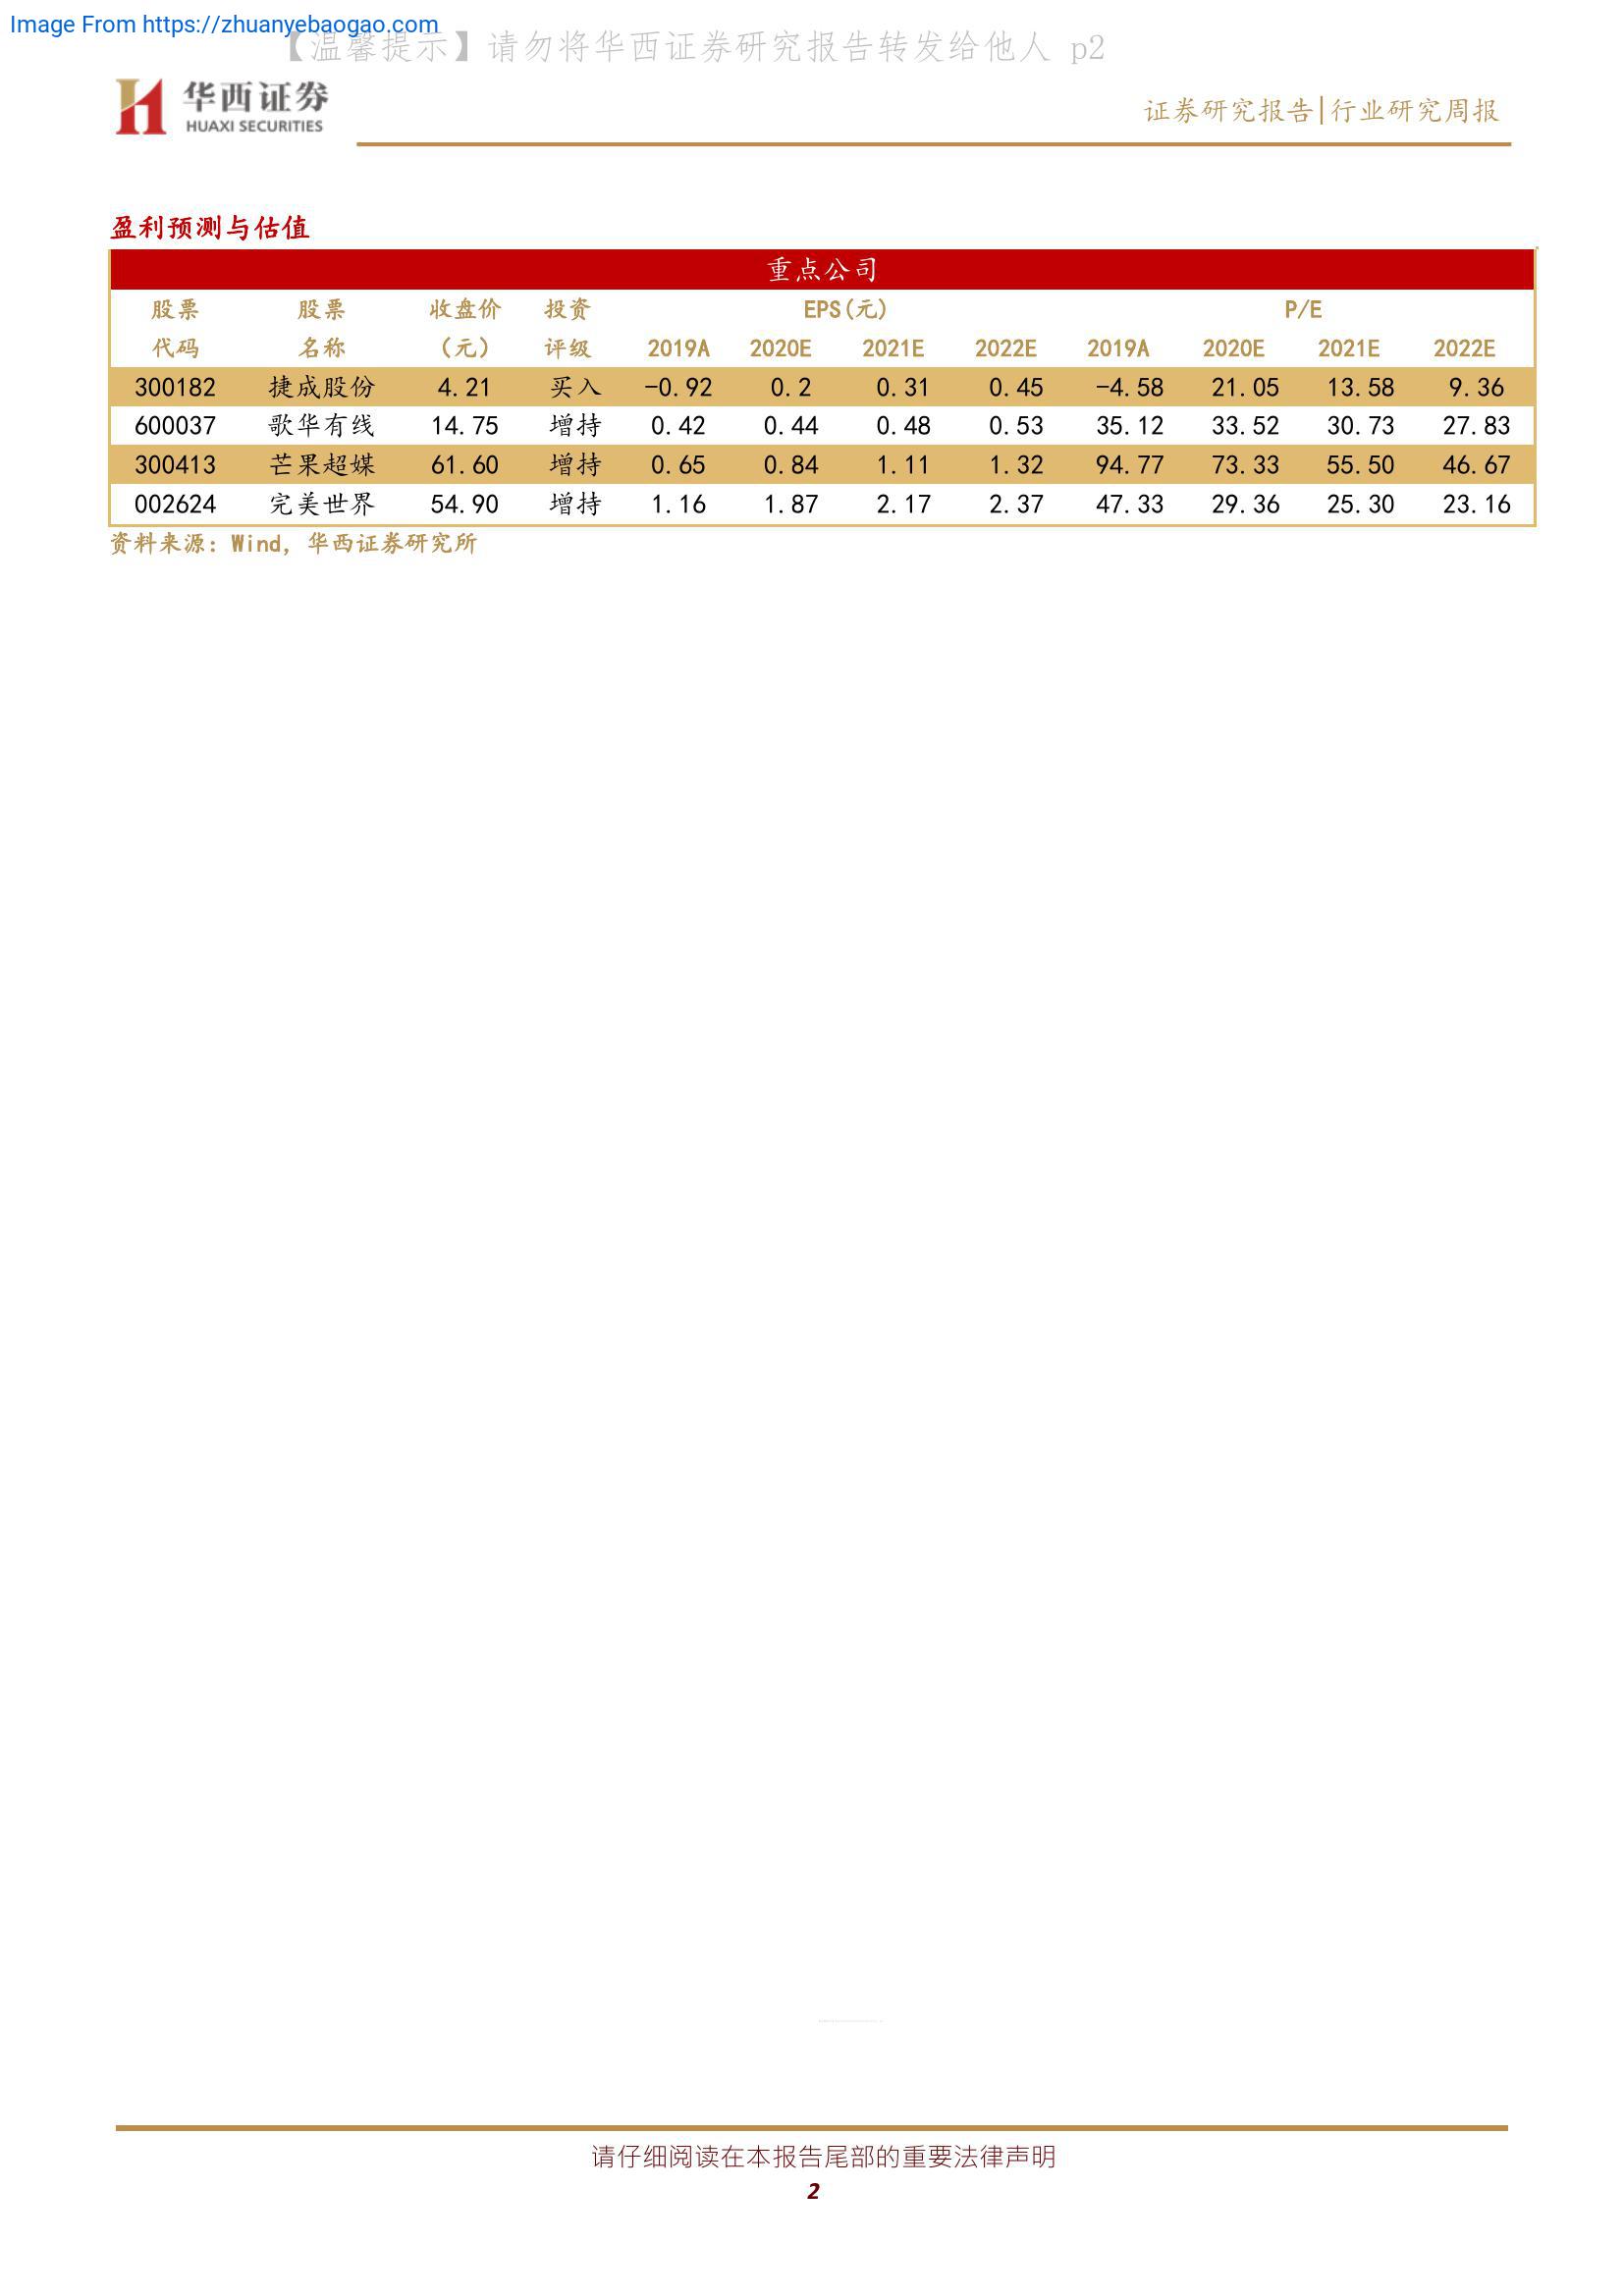 Image From https://zhuanyebaogao.com
【温馨提示】请勿将华西证券研究报告转发给他人 p2
华西证券
HUAXI SECURITIES
证券研究报告|行业研究周报
盈利预测与估值
重点公司
股票 股票 收盘价 投资 EPS(元) P/E
代码 名称 (元) 评级 2019A 2020E 2021E 2022E 2019A 2020E 2021E 2022E
300182 捷成股份 4.21 买入 -0.92 0.2 0.31 0.45 -4.58 21.05 13.58 9.36
600037 歌华有线 14.75 增持 0.42 0.44 0.48 0.53 35.12 33.52 30.73 27.83
300413 芒果超媒 61.60 增持 0.65 0.84 1.11 1.32 94.77 73.33 55.50 46.67
002624 完美世界 54.90 增持 1.16 1.87 2.17 2.37 47.33 29.36 25.30 23.16
资料来源：Wind，华西证券研究所
请仔细阅读在本报告尾部的重要法律声明
2